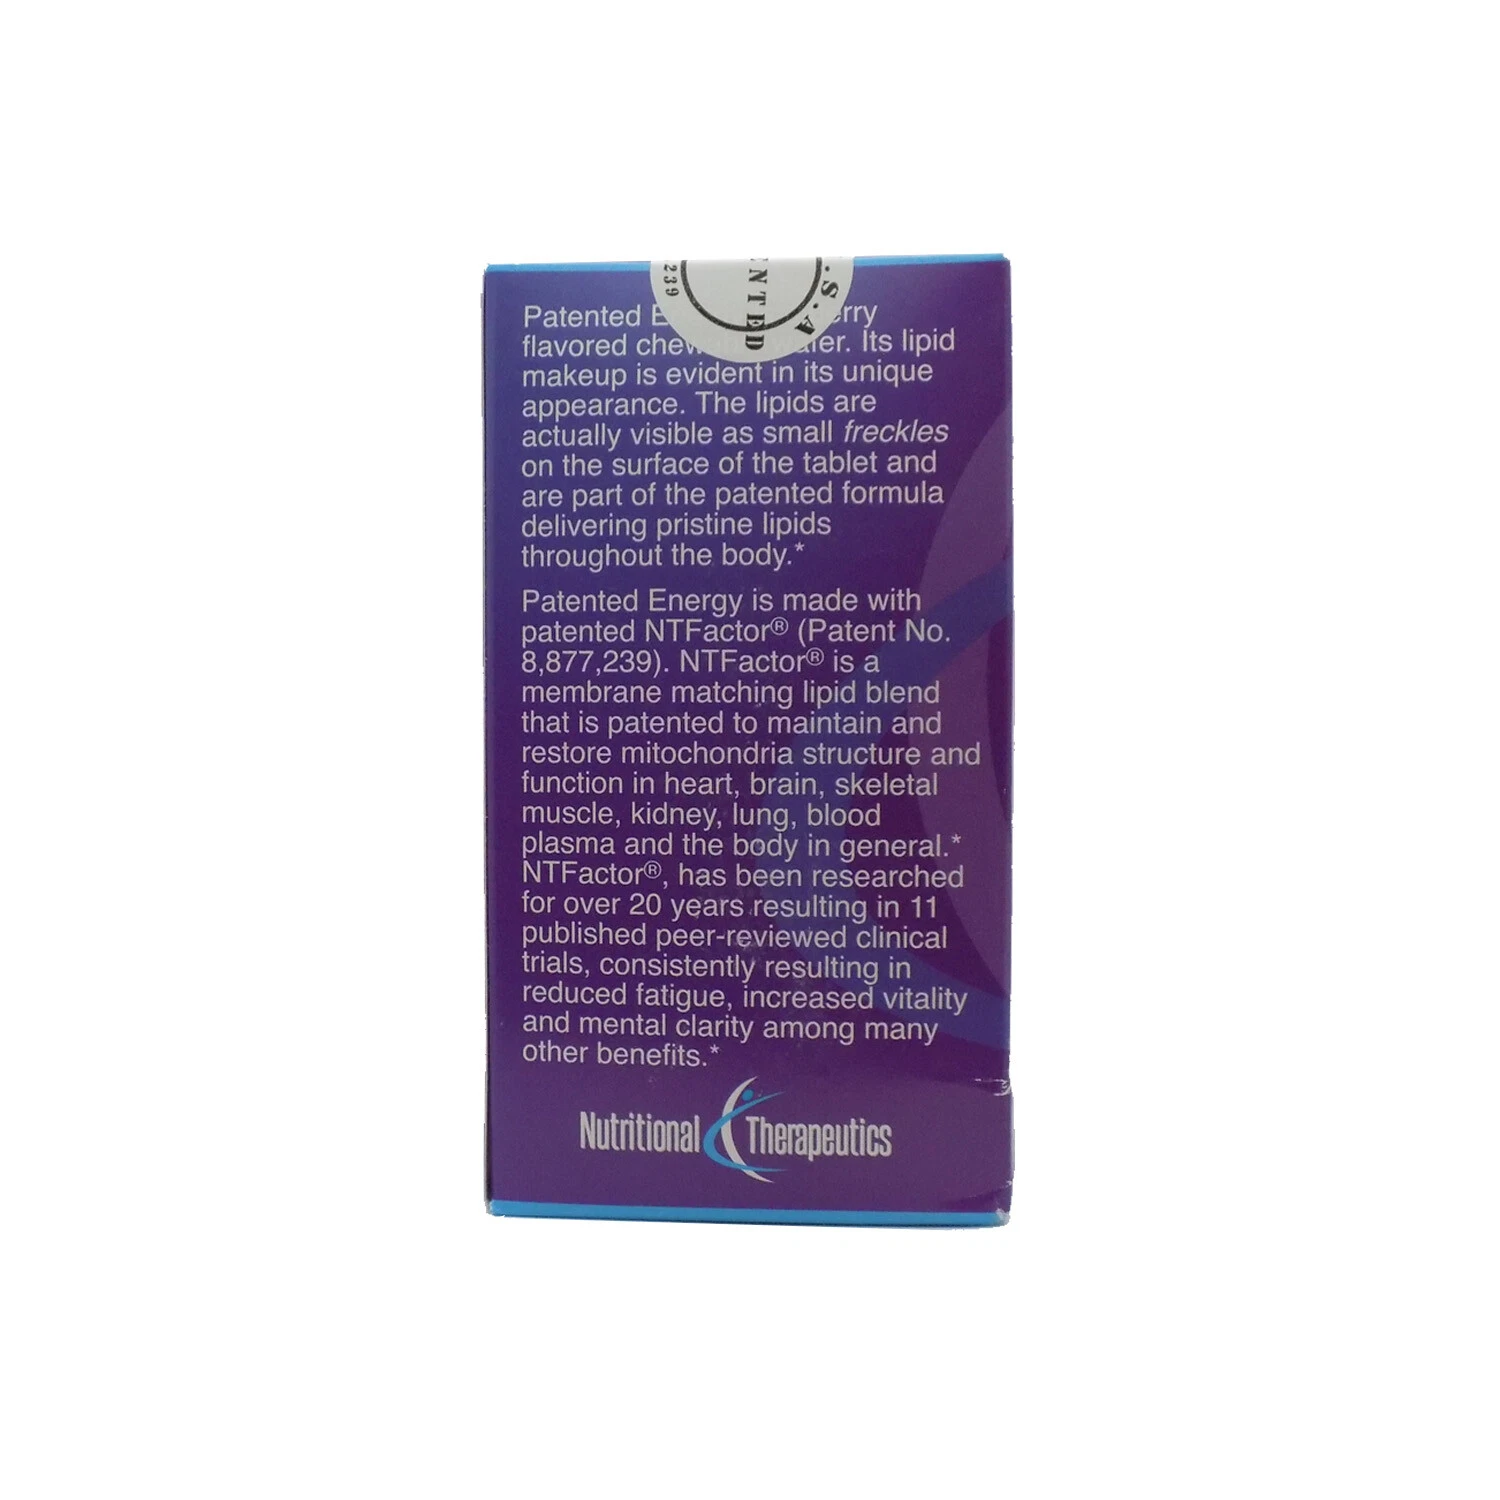 .S.A
ENTED
239
Patented E erry
flavored chew afer. Its lipid
makeup is evident in its unique
appearance. The lipids are
actually visible as small freckles
on the surface of the tablet and
are part of the patented formula
delivering pristine lipids
throughout the body.*
Patented Energy is made with
patented NTFactor® (Patent No.
8,877,239). NTFactor® is a
membrane matching lipid blend
that is patented to maintain and
restore mitochondria structure and
function in heart, brain, skeletal
muscle, kidney, lung, blood
plasma and the body in general.*
NTFactor®, has been researched
for over 20 years resulting in 11
published peer-reviewed clinical
trials, consistently resulting in
reduced fatigue, increased vitality
and mental clarity among many
other benefits.*
Nutritional Therapeutics